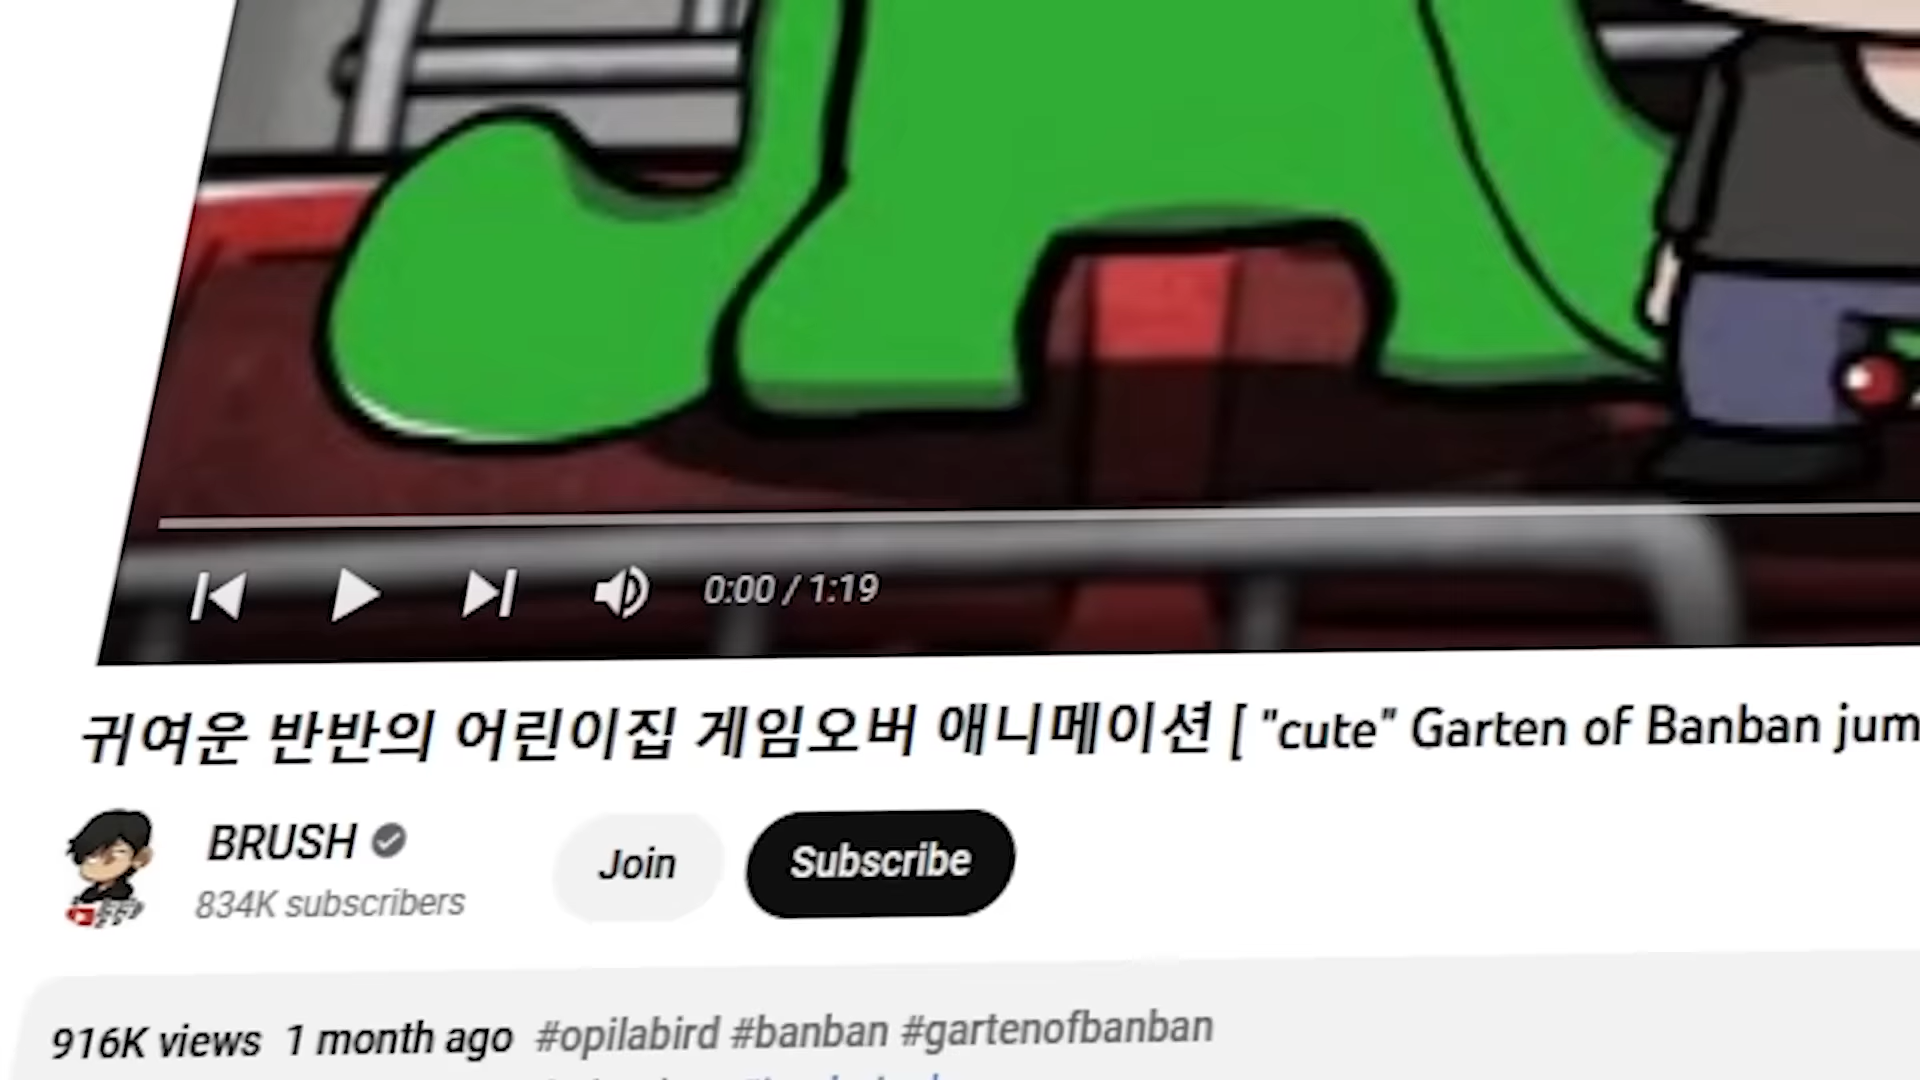 0:00 / 1:19
귀여운 반반의 어린이집 게임오버 애니메이션 [ "cute" Garten of Banban
BRUSH
834K subscribers
Join
Subscribe
916K views 1 month ago #opilabird #banban #gartenofbanban